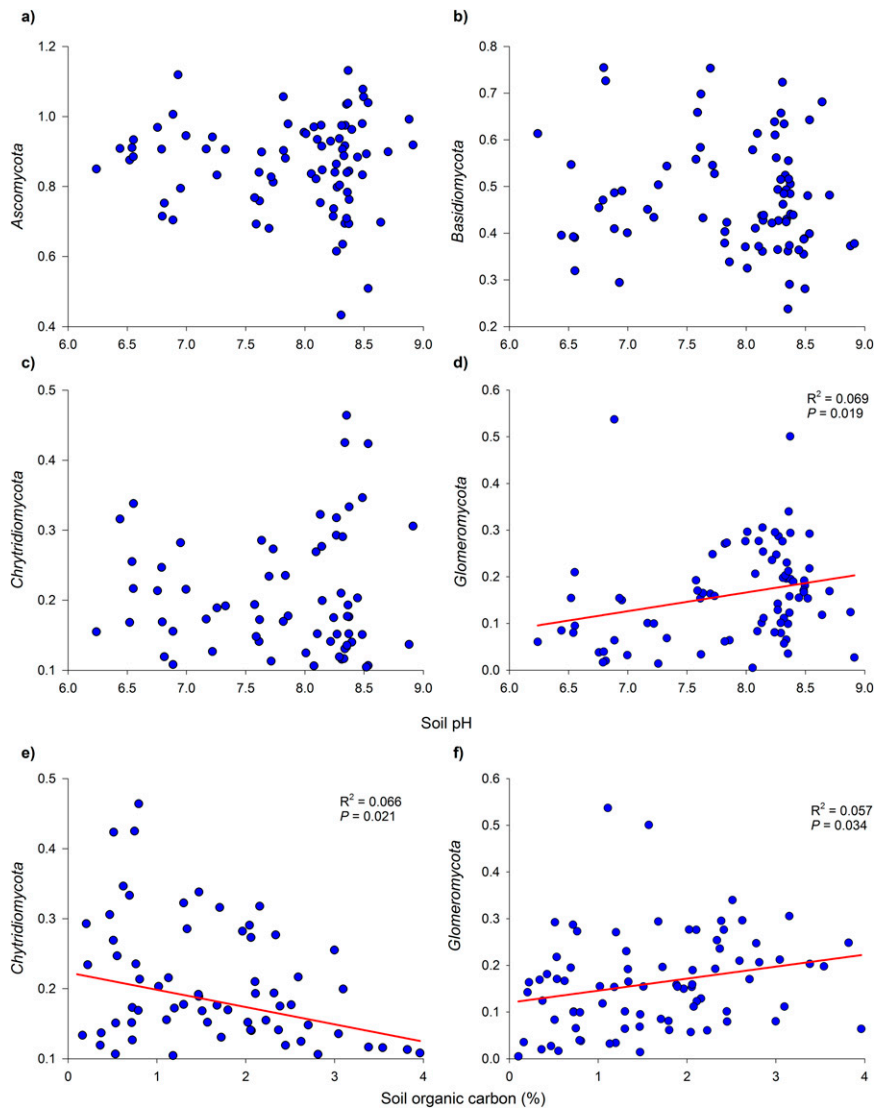 a)
b)
1.2
1.0
0.8
0.6
0.4
Ascomycota
6.0 6.5 7.0 7.5 8.0 8.5 9.0
0.8
0.7
0.6
0.5
0.4
0.3
0.2
Basidiomycota
6.0 6.5 7.0 7.5 8.0 8.5 9.0
c)
d)
0.5
0.4
0.3
0.2
0.1
Chrytridiomycota
6.0 6.5 7.0 7.5 8.0 8.5 9.0
0.6
0.5
0.4
0.3
0.2
0.1
0.0
Glomeromycota
R² = 0.069
P = 0.019
6.0 6.5 7.0 7.5 8.0 8.5 9.0
Soil pH
e)
f)
0.5
0.4
0.3
0.2
0.1
Chytridiomycota
R² = 0.066
P = 0.021
0 1 2 3 4
0.6
0.5
0.4
0.3
0.2
0.1
0.0
Glomeromycota
R² = 0.057
P = 0.034
0 1 2 3 4
Soil organic carbon (%)